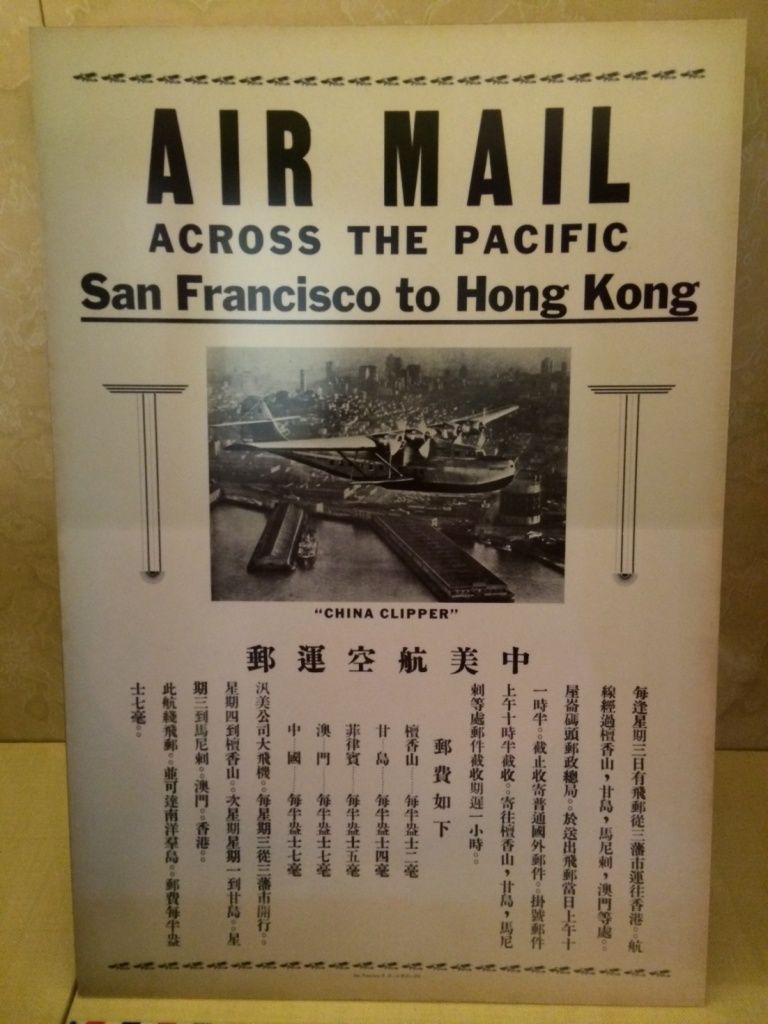 AIR MAIL
ACROSS THE PACIFIC
San Francisco to Hong Kong
"CHINA CLIPPER"
中美航空運郵
每逢星期三日有飛郵從三藩市運往香港。航
線經過檀香山，甘島，馬尼剌，澳門等處。
屋崙碼頭郵政總局。於送出飛郵當日上午十
一時半。截止收寄普通國外郵件。掛號郵件
上午十時半截收。寄往檀香山，甘島，馬尼
剌等處郵件截收期遲一小時。
郵費如下
檀香山……每半盎士二毫
甘島……每半盎士四毫
菲律賓……每半盎士五毫
澳門……每半盎士七毫
中國 每半盎士七毫
汎美公司大飛機。每星期三從三藩市開行。
星期四到檀香山。次星期星期一到甘島。星
期三到馬尼剌。澳門。香港。
此航綫飛郵。並可達南洋羣島。郵費每半盎
士七毫。